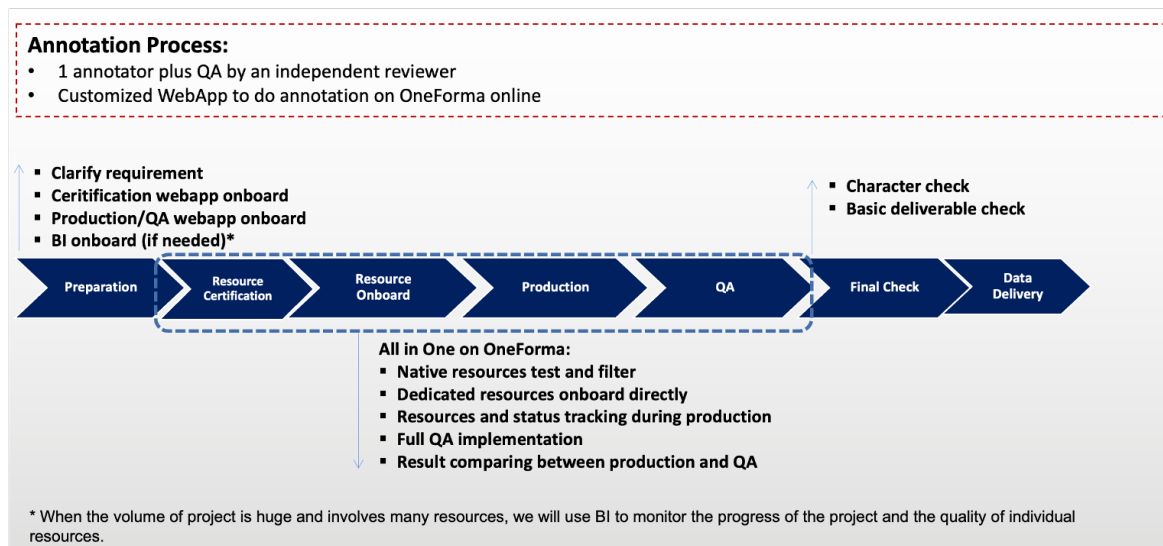 Annotation Process:
• 1 annotator plus QA by an independent reviewer
• Customized WebApp to do annotation on OneForma online
▪ Clarify requirement
▪ Ceritification webapp onboard
▪ Production/QA webapp onboard
▪ BI onboard (if needed)*
▪ Character check
▪ Basic deliverable check
Preparation
Resource
Certification
Resource
Onboard
Production
QA
Final Check
Data
Delivery
All in One on OneForma:
▪ Native resources test and filter
▪ Dedicated resources onboard directly
▪ Resources and status tracking during production
▪ Full QA implementation
▪ Result comparing between production and QA
* When the volume of project is huge and involves many resources, we will use BI to monitor the progress of the project and the quality of individual
resources.